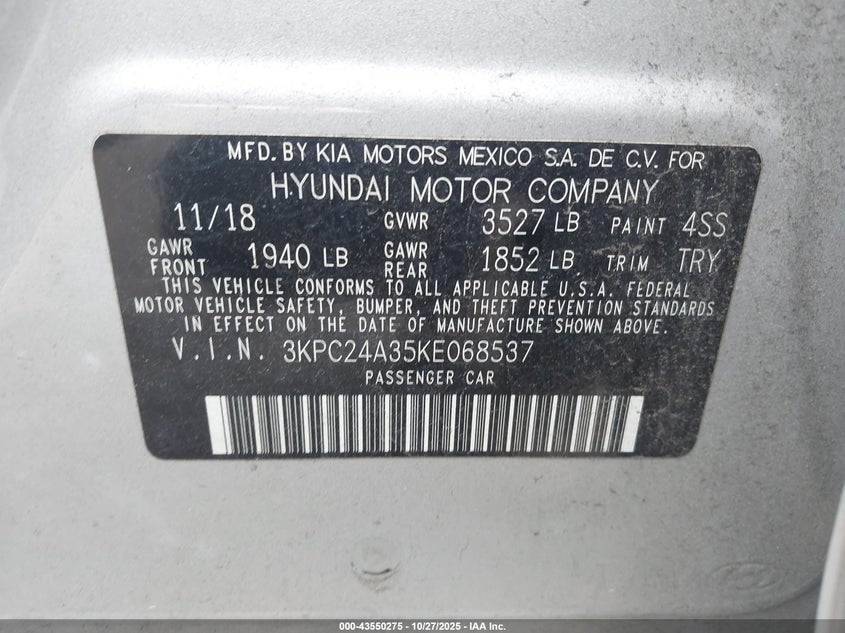 MFD. BY KIA MOTORS MEXICO S.A. DE C.V. FOR
HYUNDAI MOTOR COMPANY
11/18 GVWR 3527 LB PAINT 4SS
GAWR FRONT 1940 LB GAWR REAR 1852 LB TRIM TRY
THIS VEHICLE CONFORMS TO ALL APPLICABLE U.S.A. FEDERAL
MOTOR VEHICLE SAFETY, BUMPER, AND THEFT PREVENTION STANDARDS
IN EFFECT ON THE DATE OF MANUFACTURE SHOWN ABOVE.
V.I.N. 3KPC24A35KE068537
PASSENGER CAR
000-43550275 - 10/27/2025 - IAA Inc.